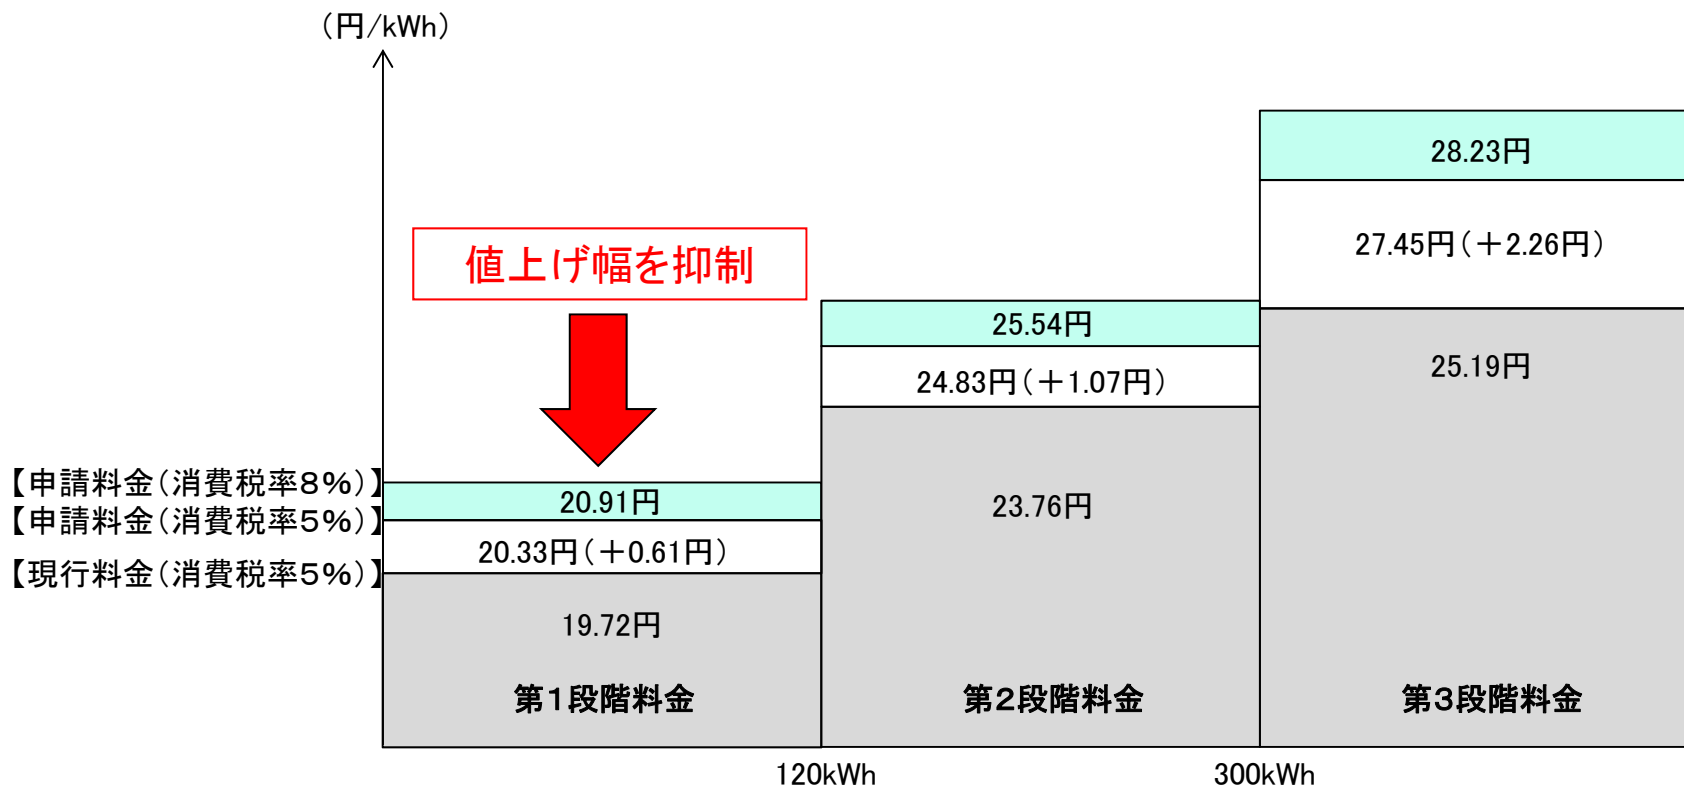 （円/kWh）
28.23円
27.45円（＋2.26円）
値上げ幅を抑制
25.54円
24.83円（＋1.07円）
25.19円
【申請料金（消費税率８％）】
20.91円
【申請料金（消費税率５％）】
23.76円
20.33円（＋0.61円）
【現行料金（消費税率５％）】
19.72円
第１段階料金
第２段階料金
第３段階料金
120kWh
300kWh